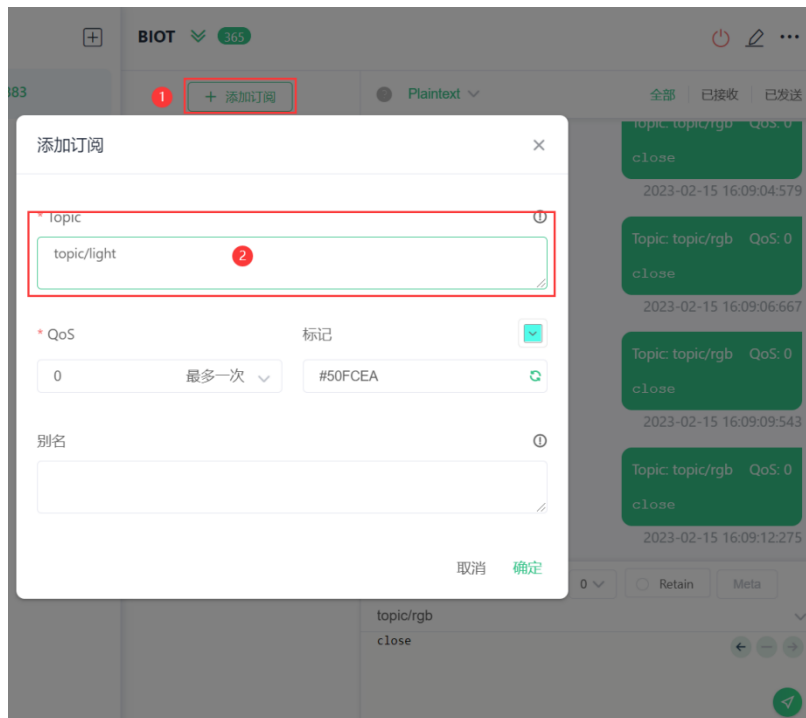 BIOT 365
383
1 + 添加订阅
Plaintext
全部 已接收 已发送
添加订阅
Topic: topic/rgb QoS: 0
close
2023-02-15 16:09:04:579
* Topic
topic/light 2
Topic: topic/rgb QoS: 0
close
2023-02-15 16:09:06:667
* QoS
标记
0 最多一次
#50FCEA
Topic: topic/rgb QoS: 0
close
2023-02-15 16:09:09:543
别名
Topic: topic/rgb QoS: 0
close
2023-02-15 16:09:12:275
取消 确定
0 Retain Meta
topic/rgb
close